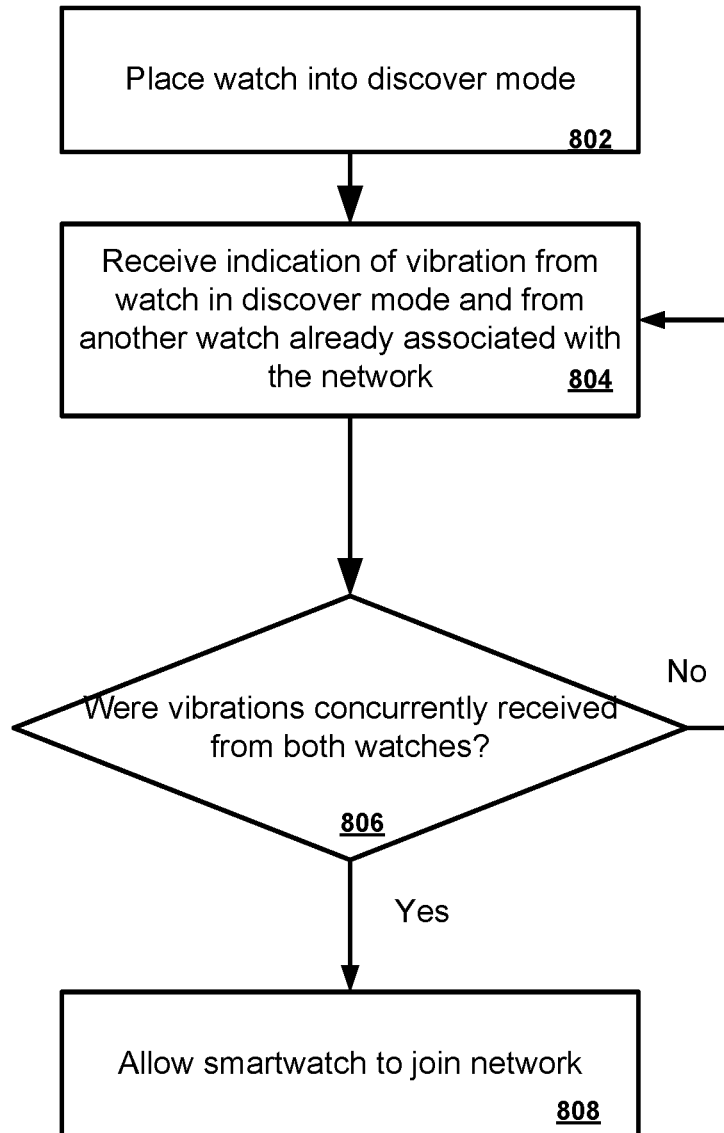 Place watch into discover mode
802
Receive indication of vibration from
watch in discover mode and from
another watch already associated with
the network
804
No
Were vibrations concurrently received
from both watches?
806
Yes
Allow smartwatch to join network
808